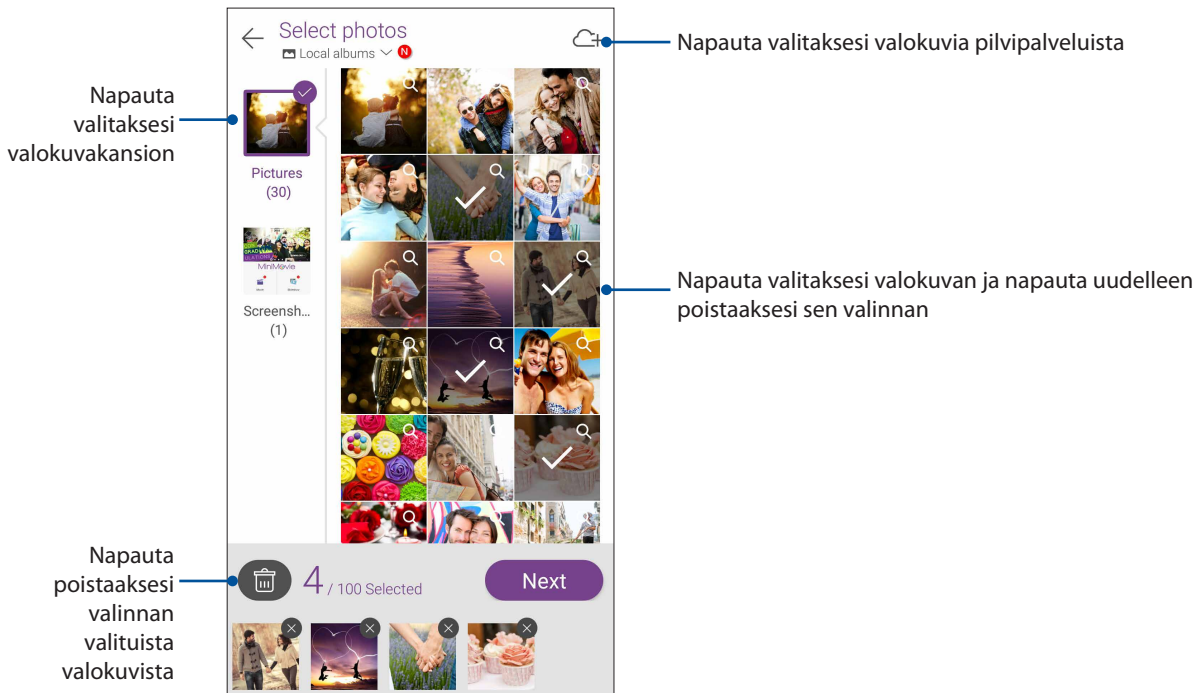 Select photos
Local albums N
Napauta valitaksesi valokuvia pilvipalveluista
Napauta
valitaksesi
valokuvakansion
Pictures
(30)
MiniMovie
Screensh...
(1)
Napauta valitaksesi valokuvan ja napauta uudelleen
poistaaksesi sen valinnan
Napauta
poistaaksesi
valinnan
valituista
valokuvista
4 / 100 Selected
Next